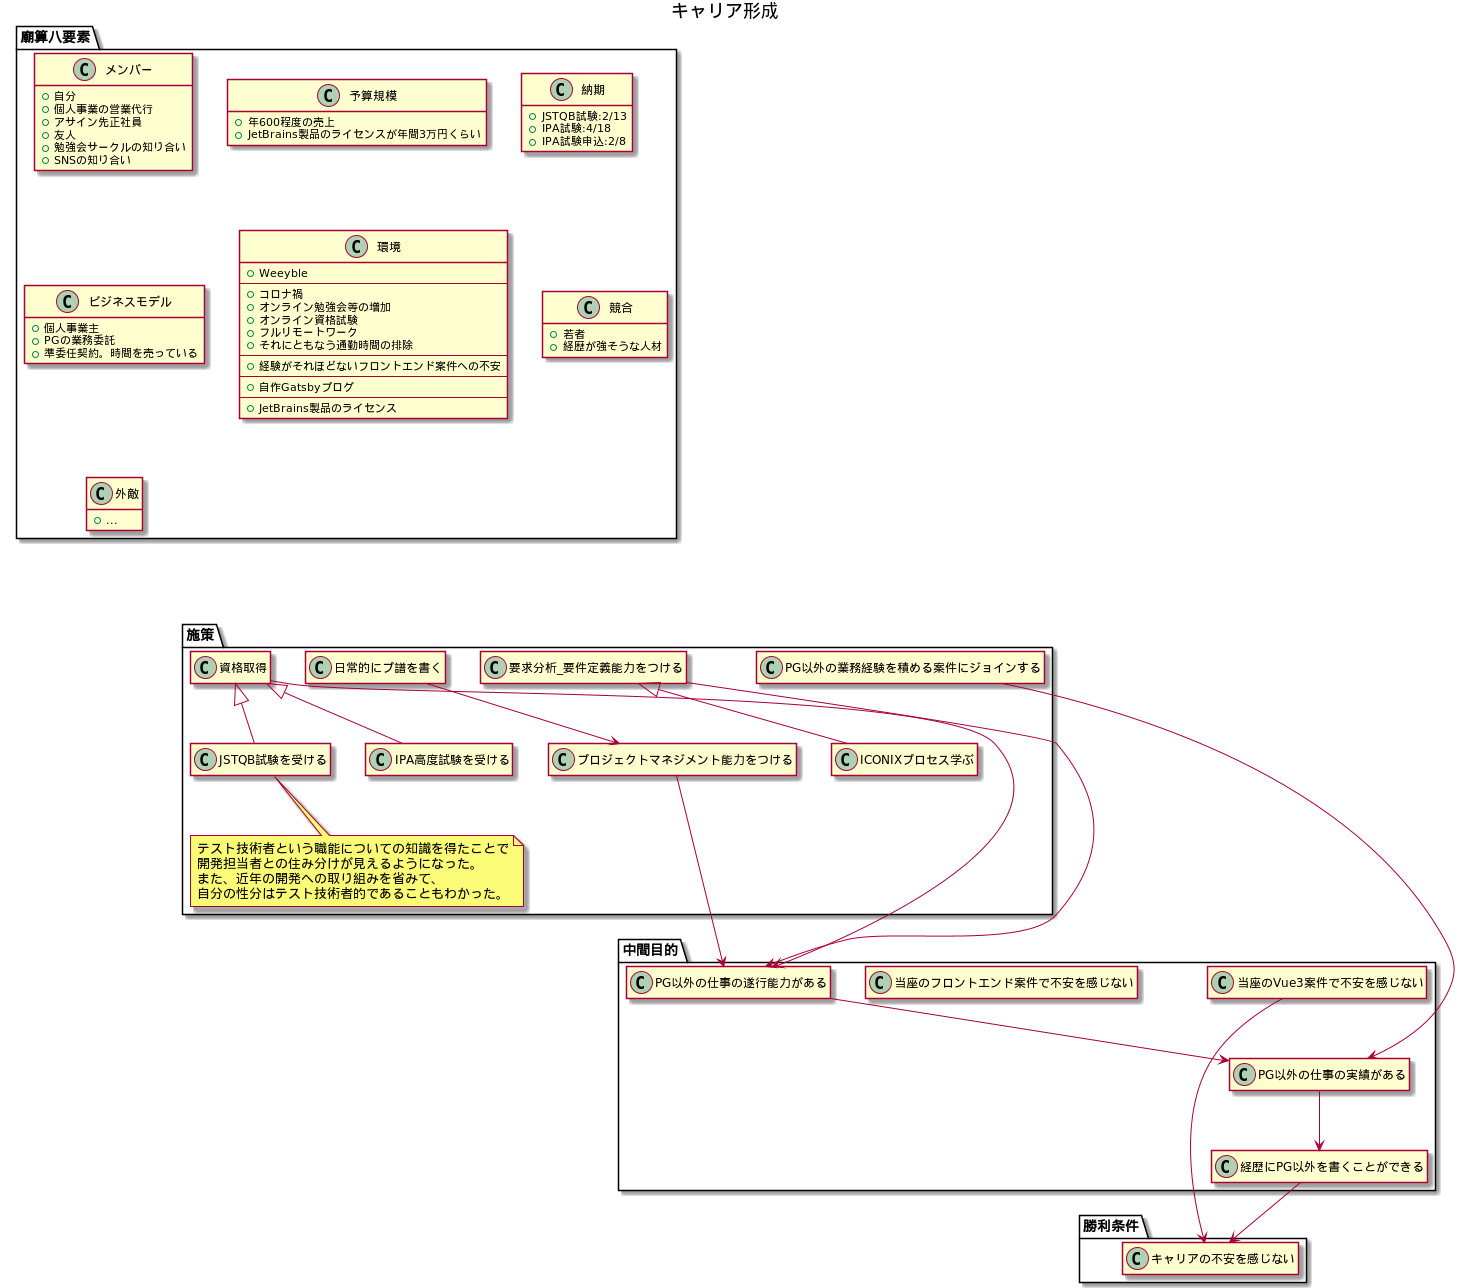 キャリア形成
廟算八要素
C メンバー
自分
個人事業の営業代行
アサイン先正社員
友人
勉強会サークルの知り合い
SNSの知り合い
C 予算規模
年600程度の売上
JetBrains製品のライセンスが年間3万円くらい
C 納期
JSTQB試験:2/13
IPA試験:4/18
IPA試験申込:2/8
C ビジネスモデル
個人事業主
PGの業務委託
準委任契約。時間を売っている
C 環境
Weeyble
コロナ禍
オンライン勉強会等の増加
オンライン資格試験
フルリモートワーク
それにともなう通勤時間の排除
経験がそれほどないフロントエンド案件への不安
自作Gatsbyブログ
JetBrains製品のライセンス
C 競合
若者
経歴が強そうな人材
C 外敵
...
施策
C 資格取得
C 日常的にプ譜を書く
C 要求分析_要件定義能力をつける
C PG以外の業務経験を積める案件にジョインする
C JSTQB試験を受ける
C IPA高度試験を受ける
C プロジェクトマネジメント能力をつける
C ICONIXプロセス学ぶ
テスト技術者という職能についての知識を得たことで
開発担当者との住み分けが見えるようになった。
また、近年の開発への取り組みを省みて、
自分の性分はテスト技術者的であることもわかった。
中間目的
C PG以外の仕事の遂行能力がある
C 当座のフロントエンド案件で不安を感じない
C 当座のVue3案件で不安を感じない
C PG以外の仕事の実績がある
C 経歴にPG以外を書くことができる
勝利条件
C キャリアの不安を感じない